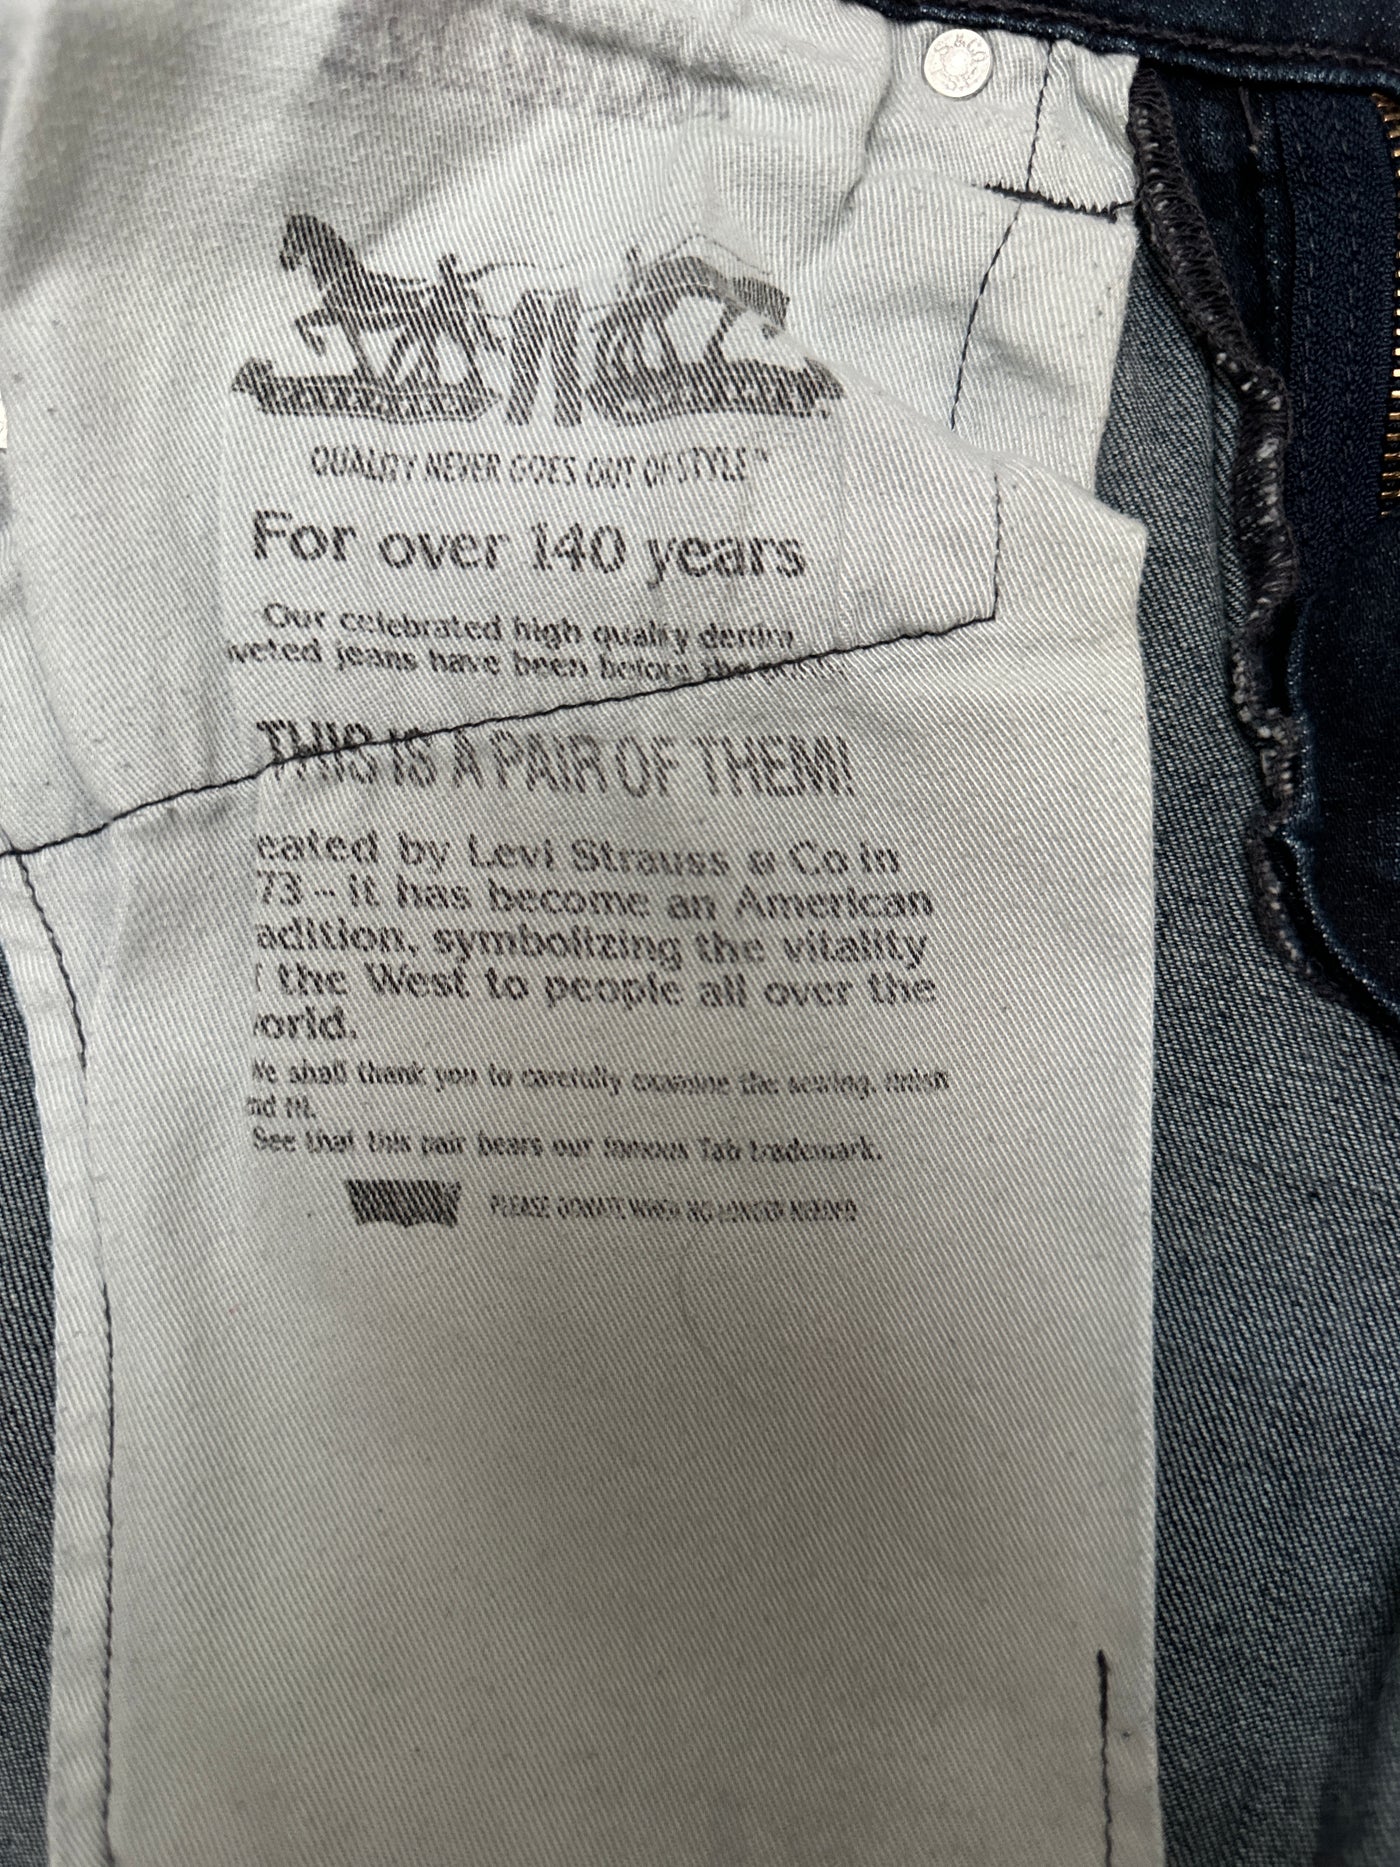 QUALITY NEVER GOES OUT OF STYLE™
For over 140 years
Our celebrated high quality denim
veted jeans have been before the
THIS IS A PAIR OF THEM!
eated by Levi Strauss & Co in
73 -- it has become an American
adition, symbolizing the vitality
f the West to people all over the
orld.
We shall thank you to carefully examine the sewing, finish
nd fit.
See that this pair bears our famous Tab trademark.
PLEASE DONATE WHEN NO LONGER NEEDED